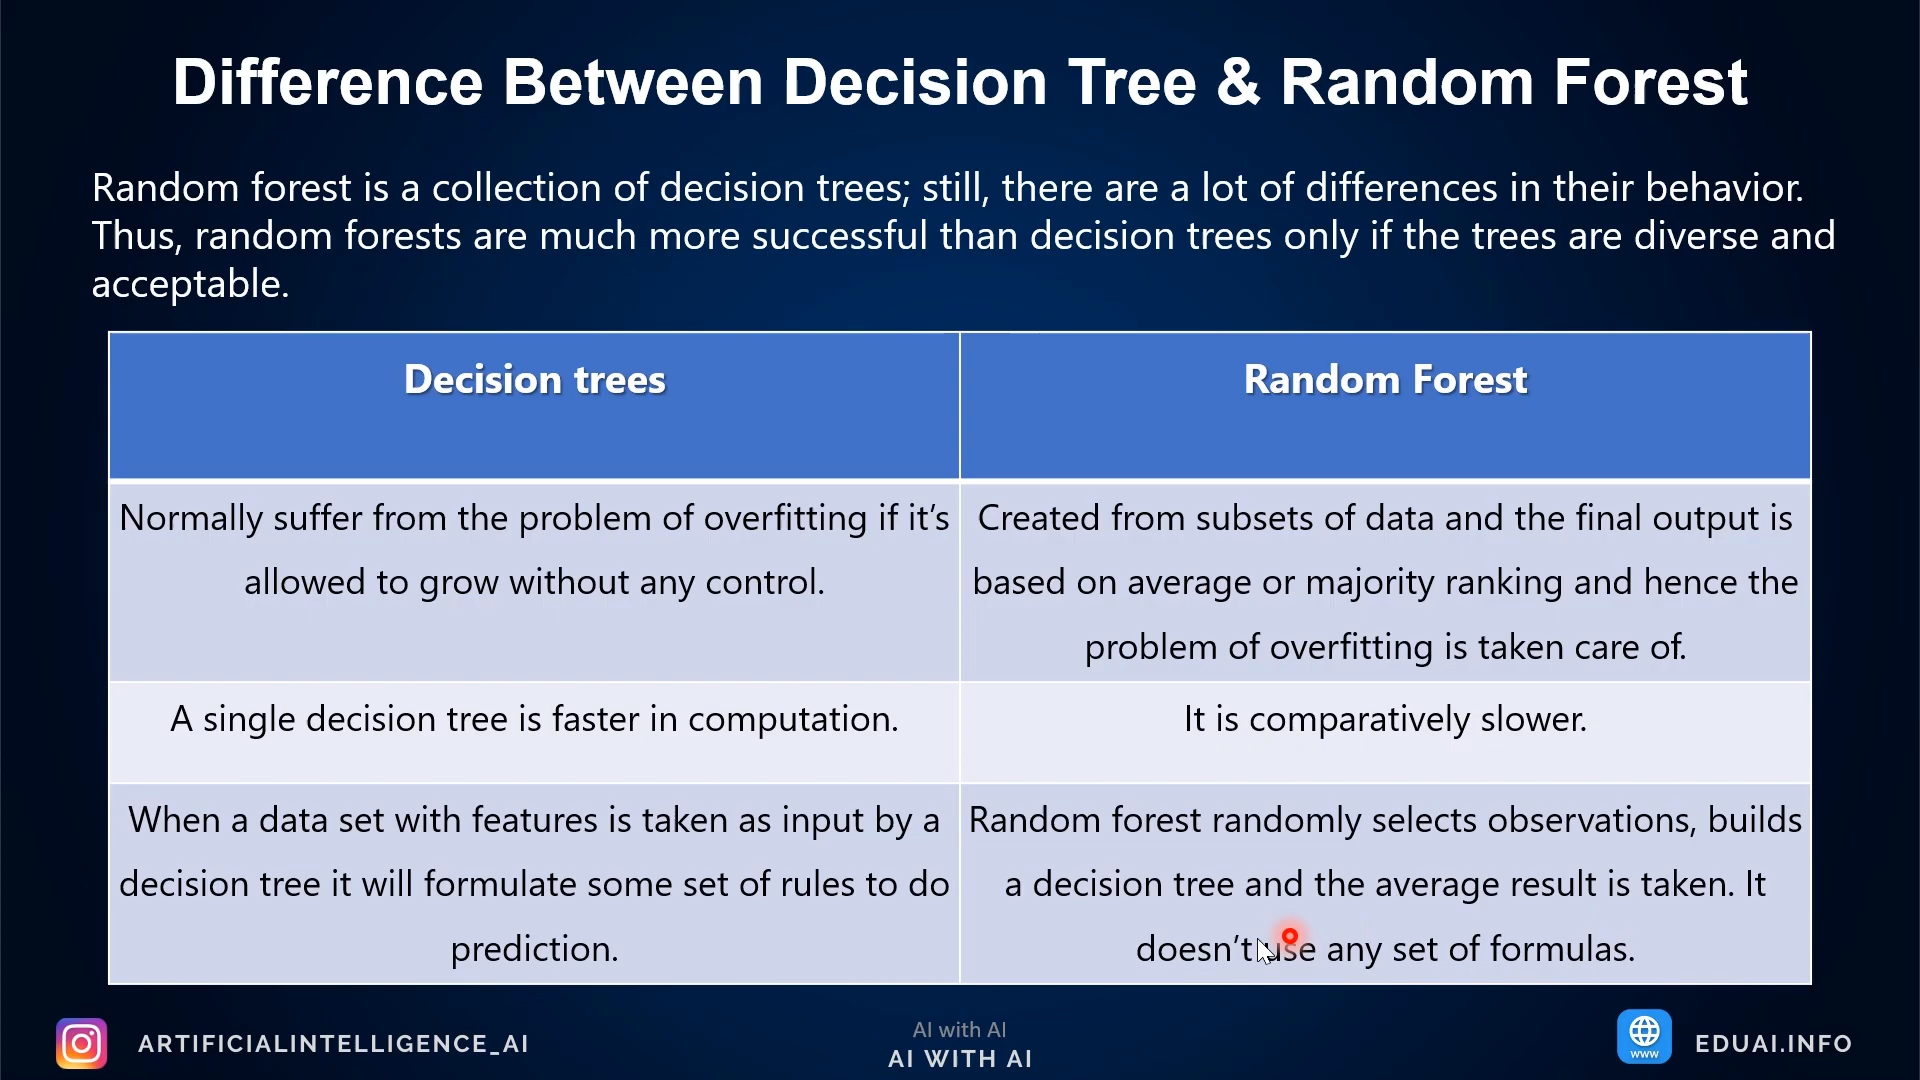 Difference Between Decision Tree & Random Forest
Random forest is a collection of decision trees; still, there are a lot of differences in their behavior.
Thus, random forests are much more successful than decision trees only if the trees are diverse and
acceptable.
Decision trees
Random Forest
Normally suffer from the problem of overfitting if it’s
allowed to grow without any control.
Created from subsets of data and the final output is
based on average or majority ranking and hence the
problem of overfitting is taken care of.
A single decision tree is faster in computation.
It is comparatively slower.
When a data set with features is taken as input by a
decision tree it will formulate some set of rules to do
prediction.
Random forest randomly selects observations, builds
a decision tree and the average result is taken. It
doesn’t use any set of formulas.
ARTIFICIALINTELLIGENCE_AI
AI with AI
AI WITH AI
www
EDUAI.INFO